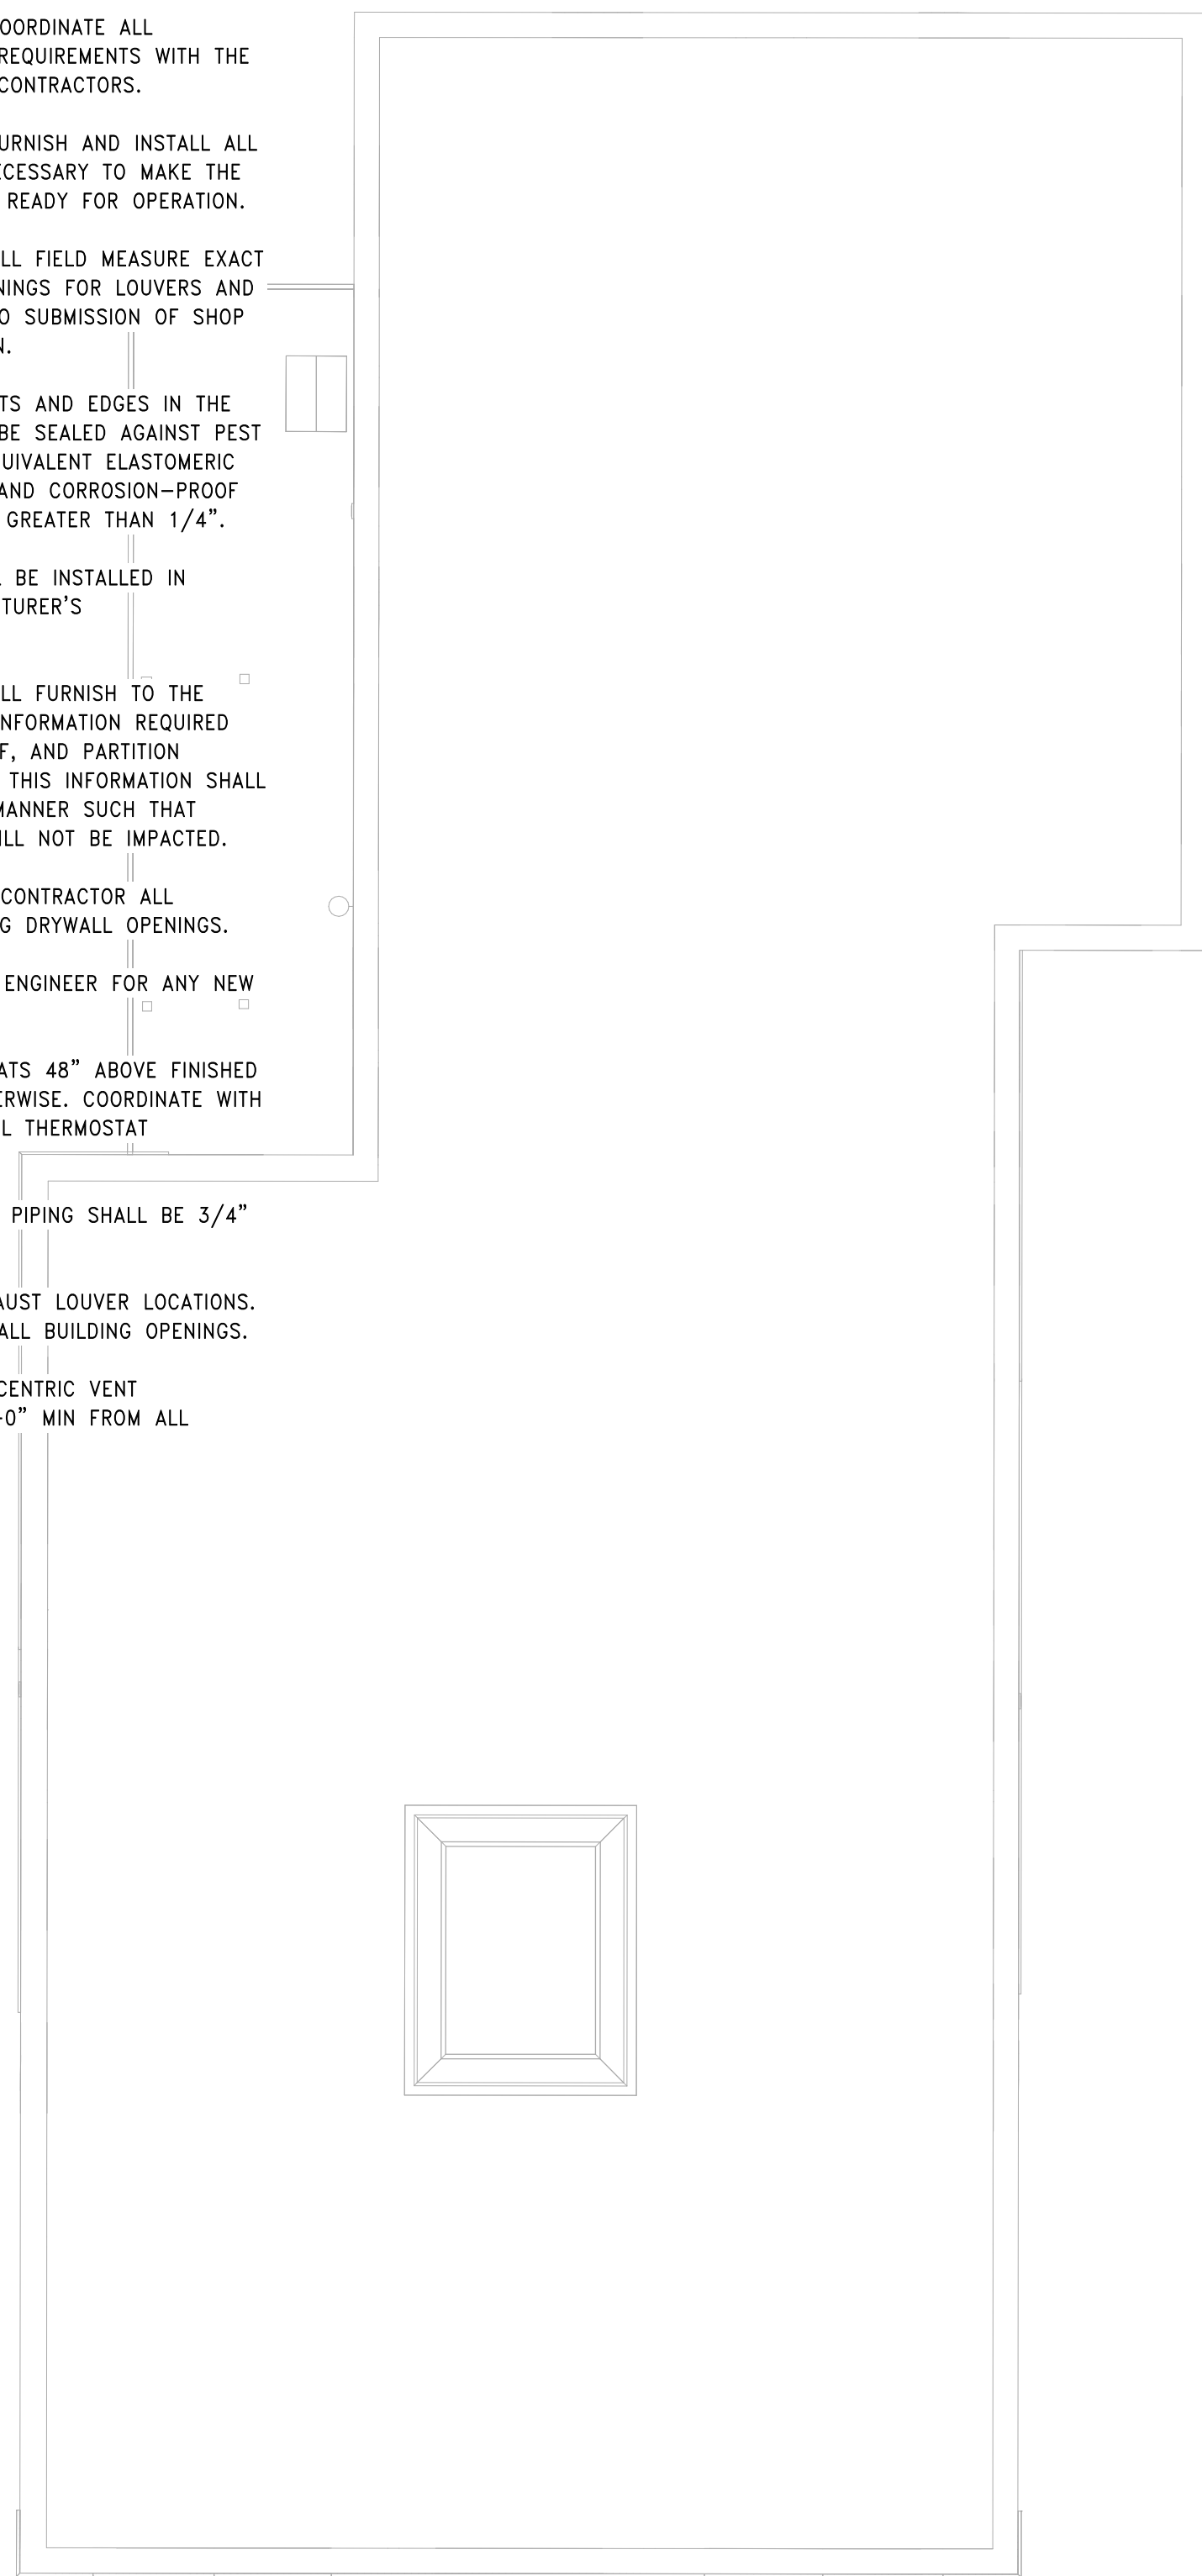 OORDINATE ALL
REQUIREMENTS WITH THE
CONTRACTORS.
URNISH AND INSTALL ALL
ECESSARY TO MAKE THE
READY FOR OPERATION.
LL FIELD MEASURE EXACT
NINGS FOR LOUVERS AND
O SUBMISSION OF SHOP
N.
TS AND EDGES IN THE
BE SEALED AGAINST PEST
QUIVALENT ELASTOMERIC
AND CORROSION-PROOF
GREATER THAN 1/4”.
L BE INSTALLED IN
TURER’S
LL FURNISH TO THE
INFORMATION REQUIRED
F, AND PARTITION
THIS INFORMATION SHALL
MANNER SUCH THAT
ILL NOT BE IMPACTED.
CONTRACTOR ALL
G DRYWALL OPENINGS.
ENGINEER FOR ANY NEW
ATS 48” ABOVE FINISHED
ERWISE. COORDINATE WITH
L THERMOSTAT
PIPING SHALL BE 3/4”
AUST LOUVER LOCATIONS.
ALL BUILDING OPENINGS.
CENTRIC VENT
-0” MIN FROM ALL